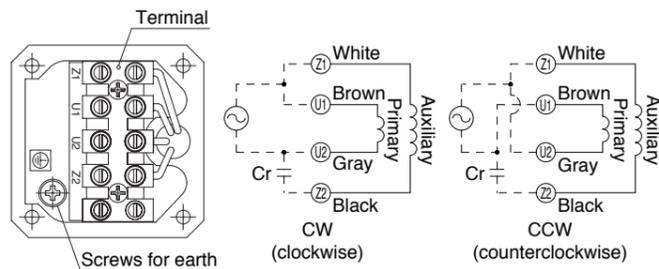 Terminal
Z1
U1
U2
Z2
Screws for earth
Z1 White
U1 Brown
Primary
Auxiliary
U2 Gray
Cr
Z2 Black
CW
(clockwise)
Z1 White
U1 Brown
Primary
Auxiliary
U2 Gray
Cr
Z2 Black
CCW
(counterclockwise)